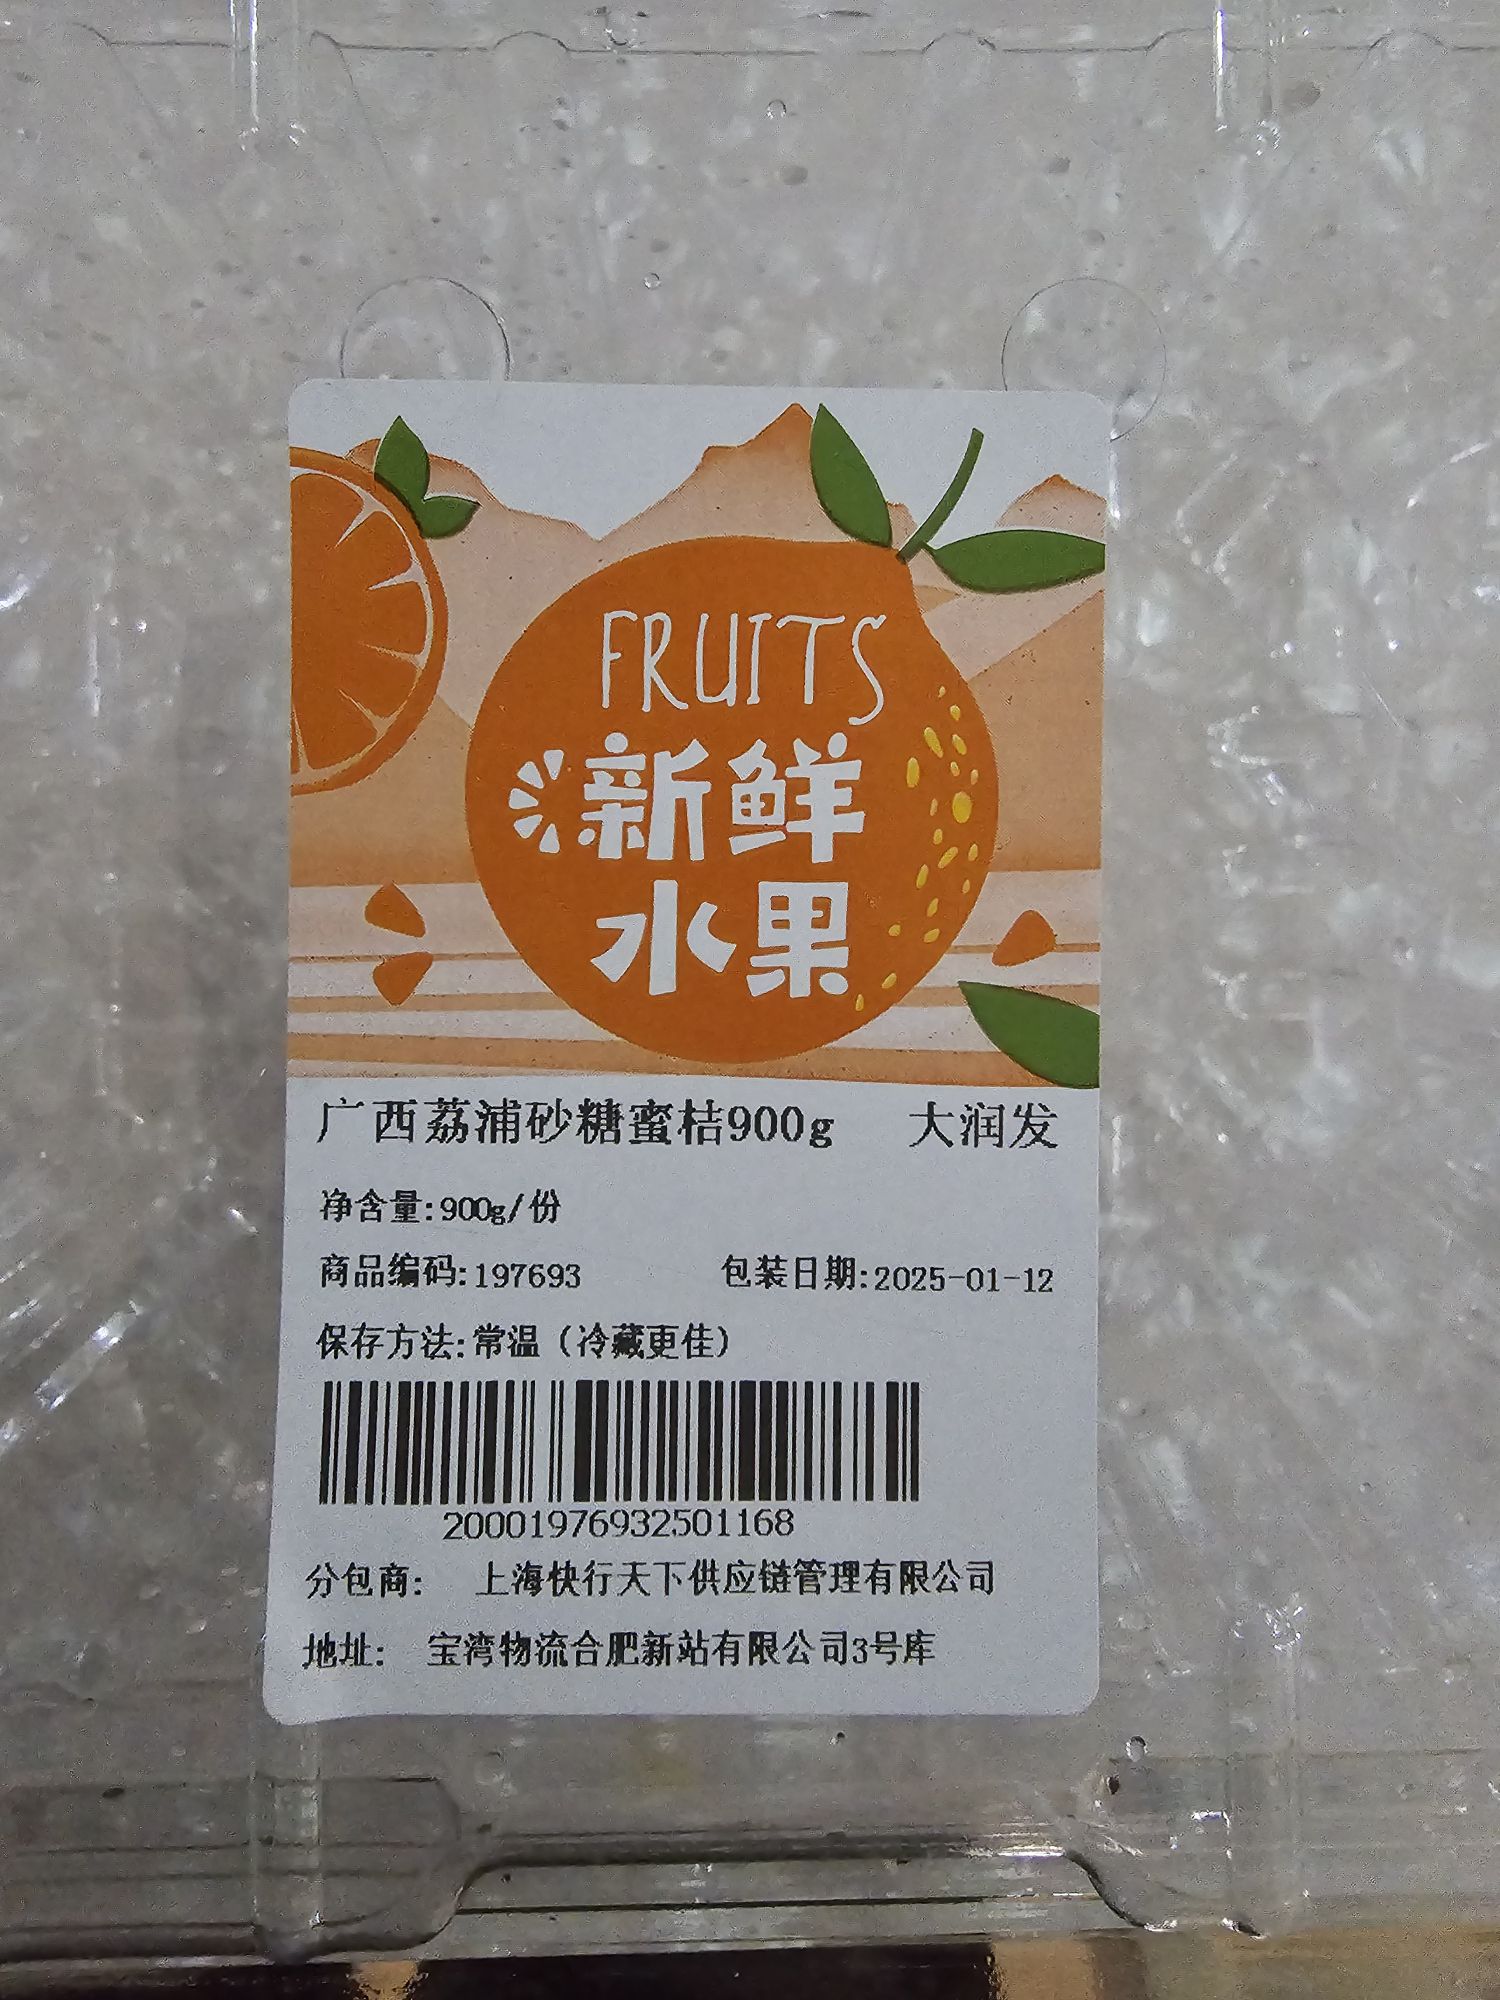 FRUITS
新鲜
水果
广西荔浦砂糖蜜桔900g 大润发
净含量:900g/份
商品编码:197693 包装日期:2025-01-12
保存方法:常温（冷藏更佳）
20001976932501168
分包商: 上海快行天下供应链管理有限公司
地址: 宝湾物流合肥新站有限公司3号库